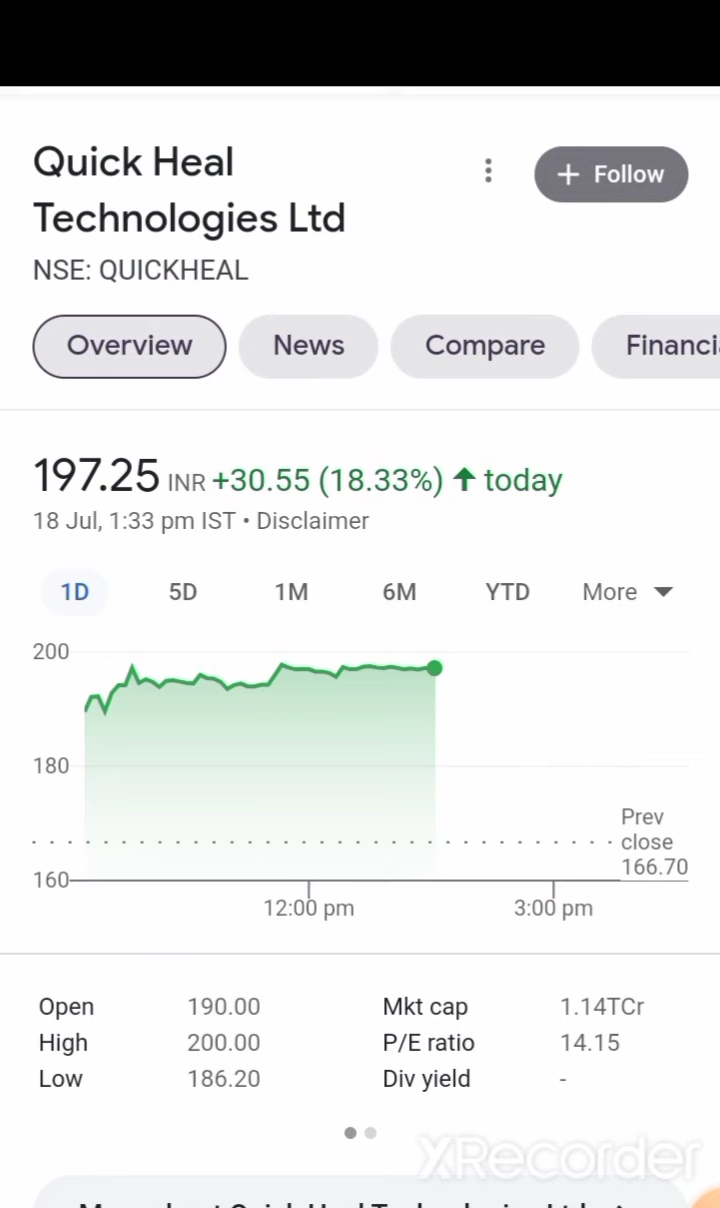 Quick Heal
Technologies Ltd
+ Follow
NSE: QUICKHEAL
Overview News Compare Financi
197.25 INR +30.55 (18.33%) ↑ today
18 Jul, 1:33 pm IST • Disclaimer
1D 5D 1M 6M YTD More
200
180
Prev
close
166.70
160
12:00 pm 3:00 pm
Open 190.00 Mkt cap 1.14TCr
High 200.00 P/E ratio 14.15
Low 186.20 Div yield -
XRecorder